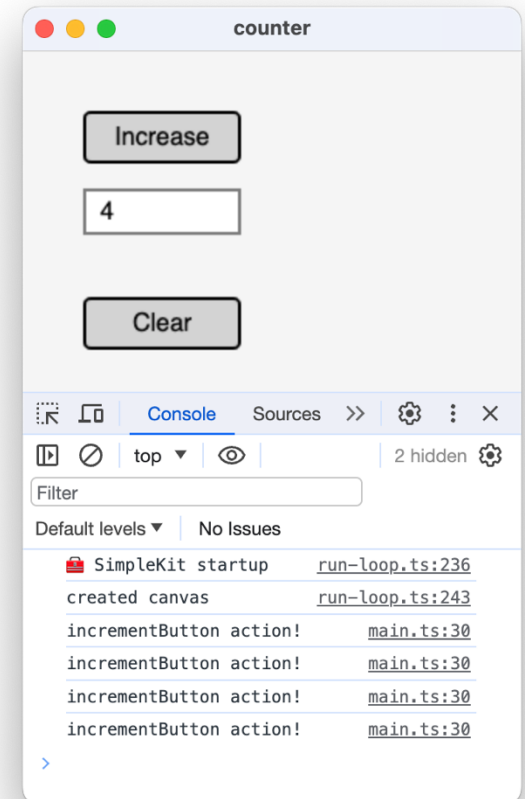 counter
Increase
4
Clear
Console Sources
top 2 hidden
Filter
Default levels No Issues
SimpleKit startup run-loop.ts:236
created canvas run-loop.ts:243
incrementButton action! main.ts:30
incrementButton action! main.ts:30
incrementButton action! main.ts:30
incrementButton action! main.ts:30